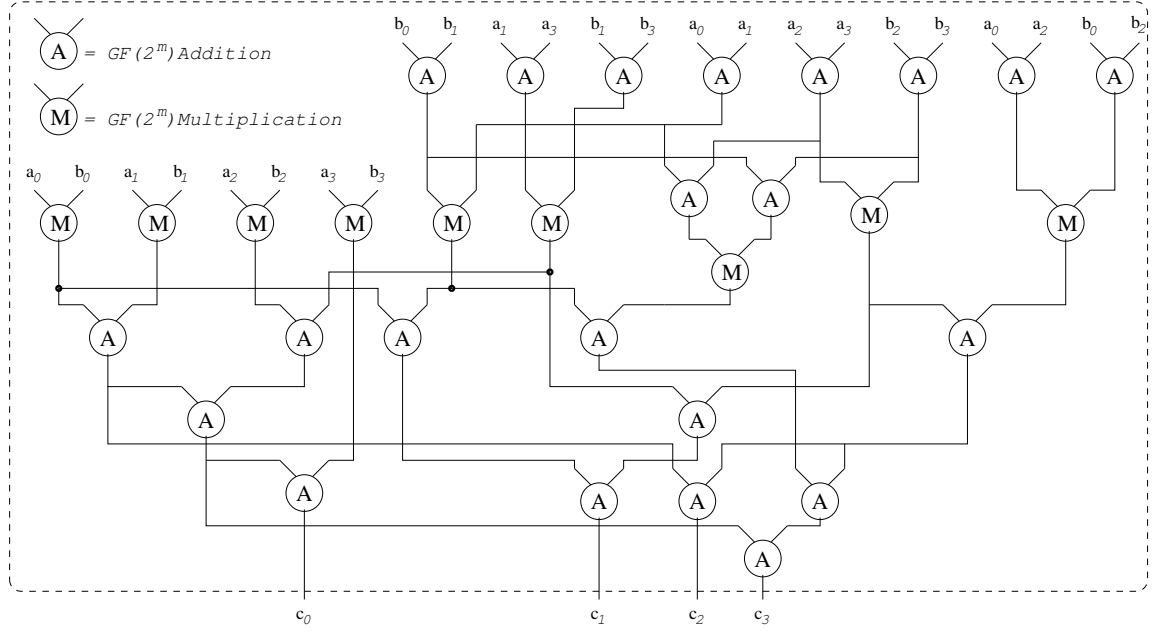 b0 b1 a1 a3 b1 b3 a0 a1 a2 a3 b2 b3 a0 a2 b0 b2
A = GF(2^m)Addition
A A A A A A A A
M = GF(2^m)Multiplication
a0 b0 a1 b1 a2 b2 a3 b3
A A
M M M M M M M M
M
A A A A A
A A
A A A A
A
c0 c1 c2 c3